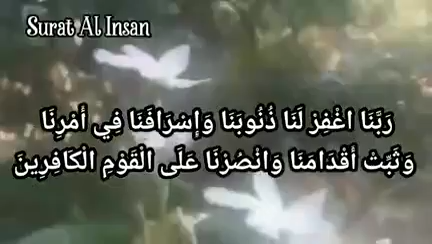 Surat Al Insan
رَبَّنَا اغْفِرْ لَنَا ذُنُوبَنَا وَإِسْرَافَنَا فِي أَمْرِنَا
وَثَبِّتْ أَقْدَامَنَا وَانْصُرْنَا عَلَى الْقَوْمِ الْكَافِرِينَ